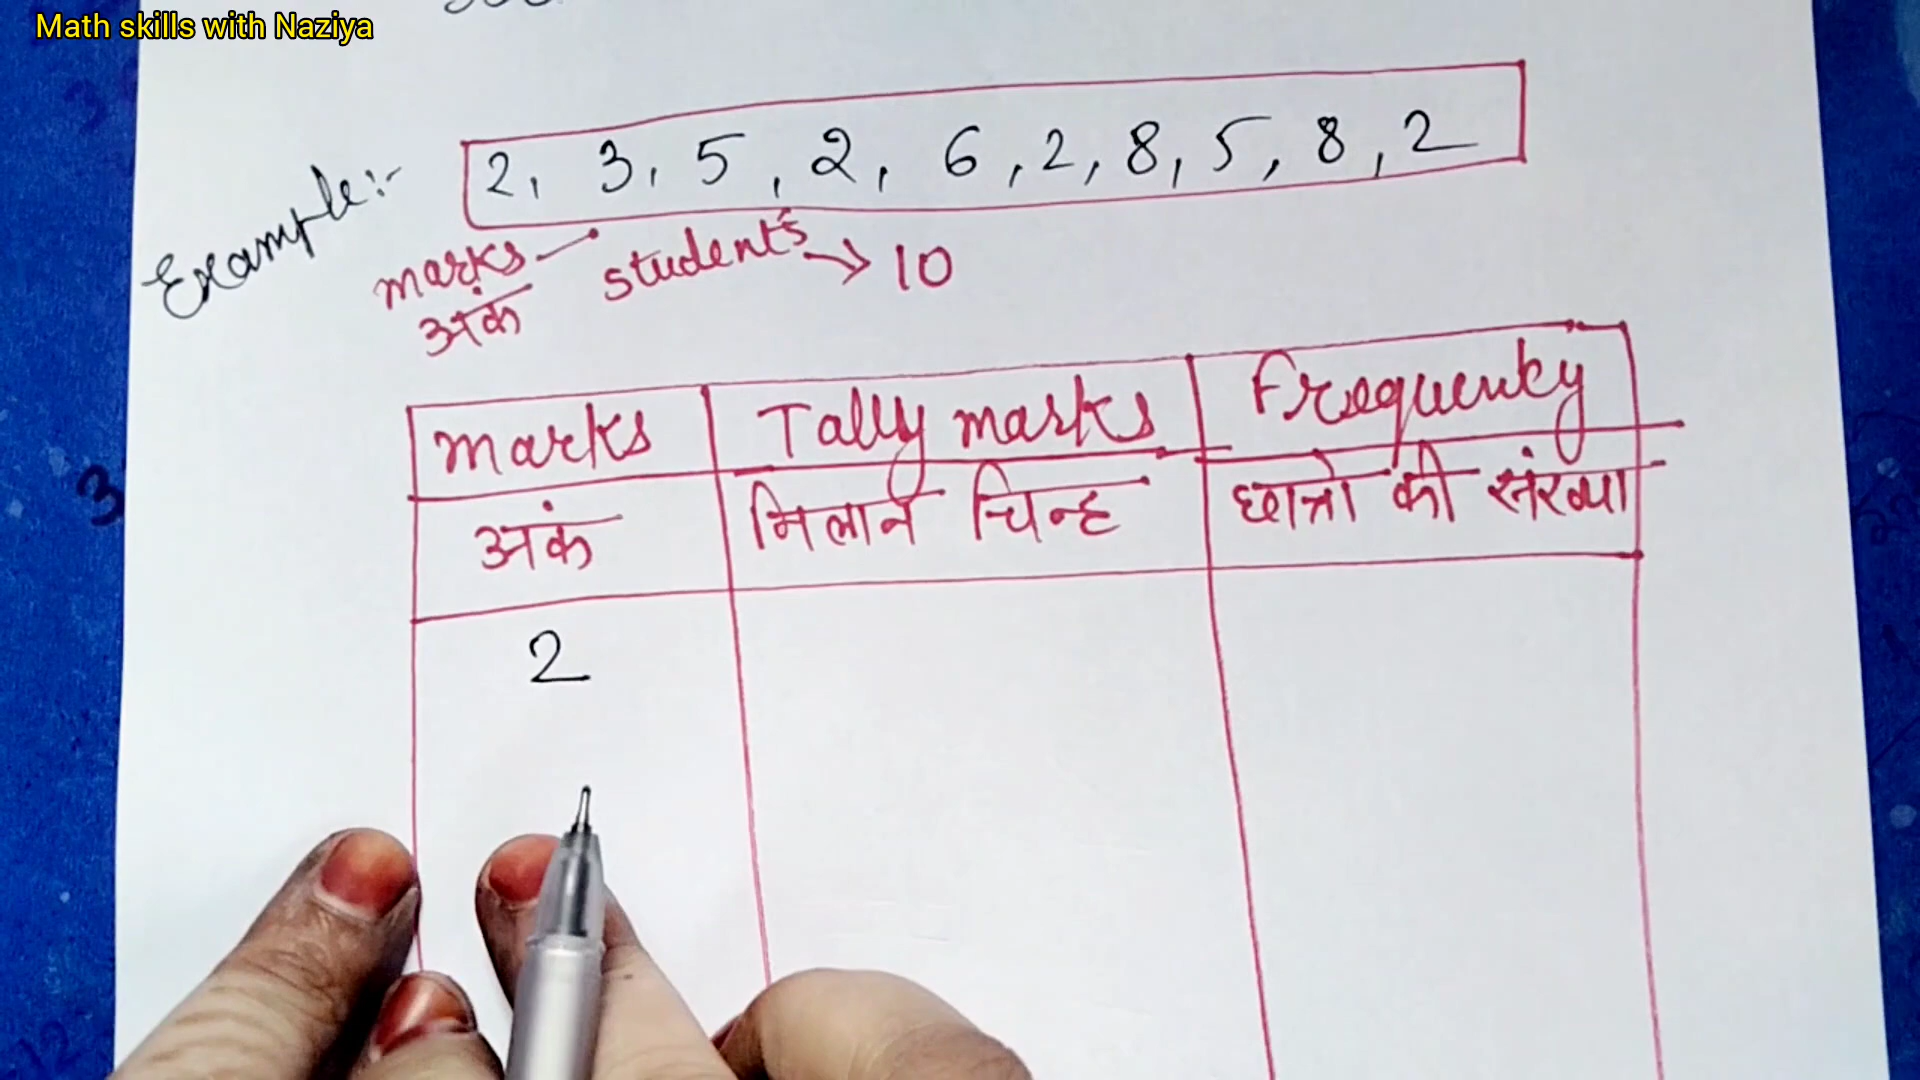 Math skills with Naziya
Example:-
2, 3, 5, 2, 6, 2, 8, 5, 8, 2
marks students → 10
अंक
marks Tally marks Frequency
अंक मिलान चिन्ह छात्रो की संख्या
2